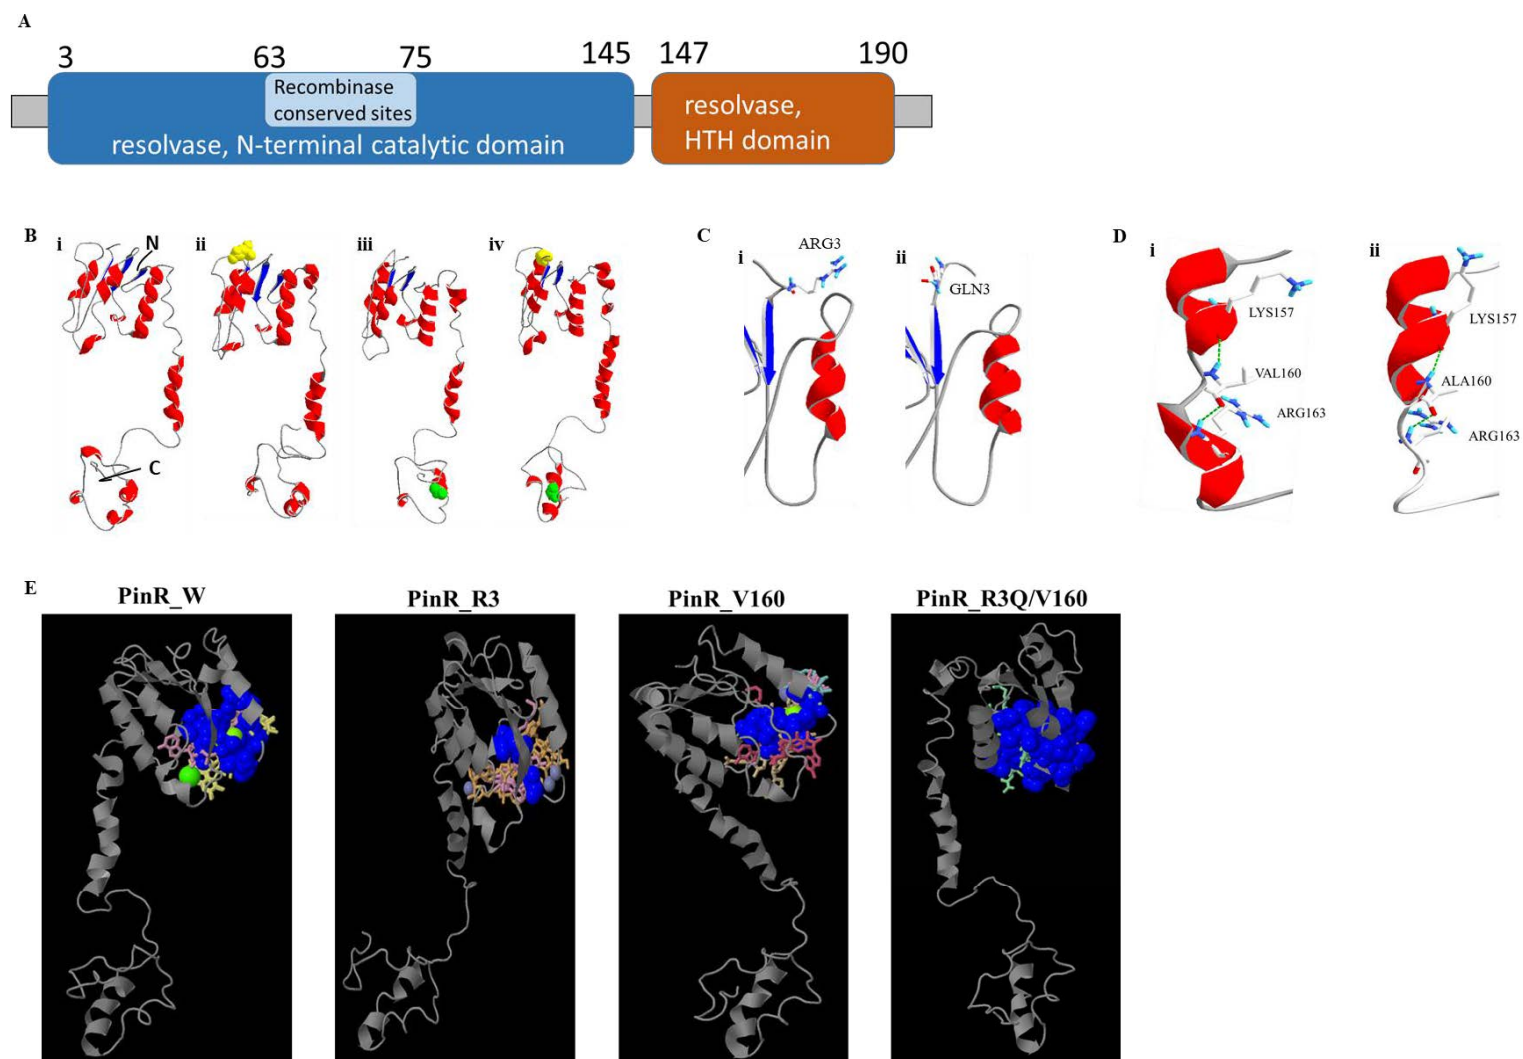 A
3 63 75 145 147 190
Recombinase
conserved sites
resolvase, N-terminal catalytic domain
resolvase,
HTH domain
B i N ii iii iv
C
C i ARG3 ii GLN3
D i ii
LYS157
VAL160
ARG163
LYS157
ALA160
ARG163
E
PinR_W PinR_R3 PinR_V160 PinR_R3Q/V160